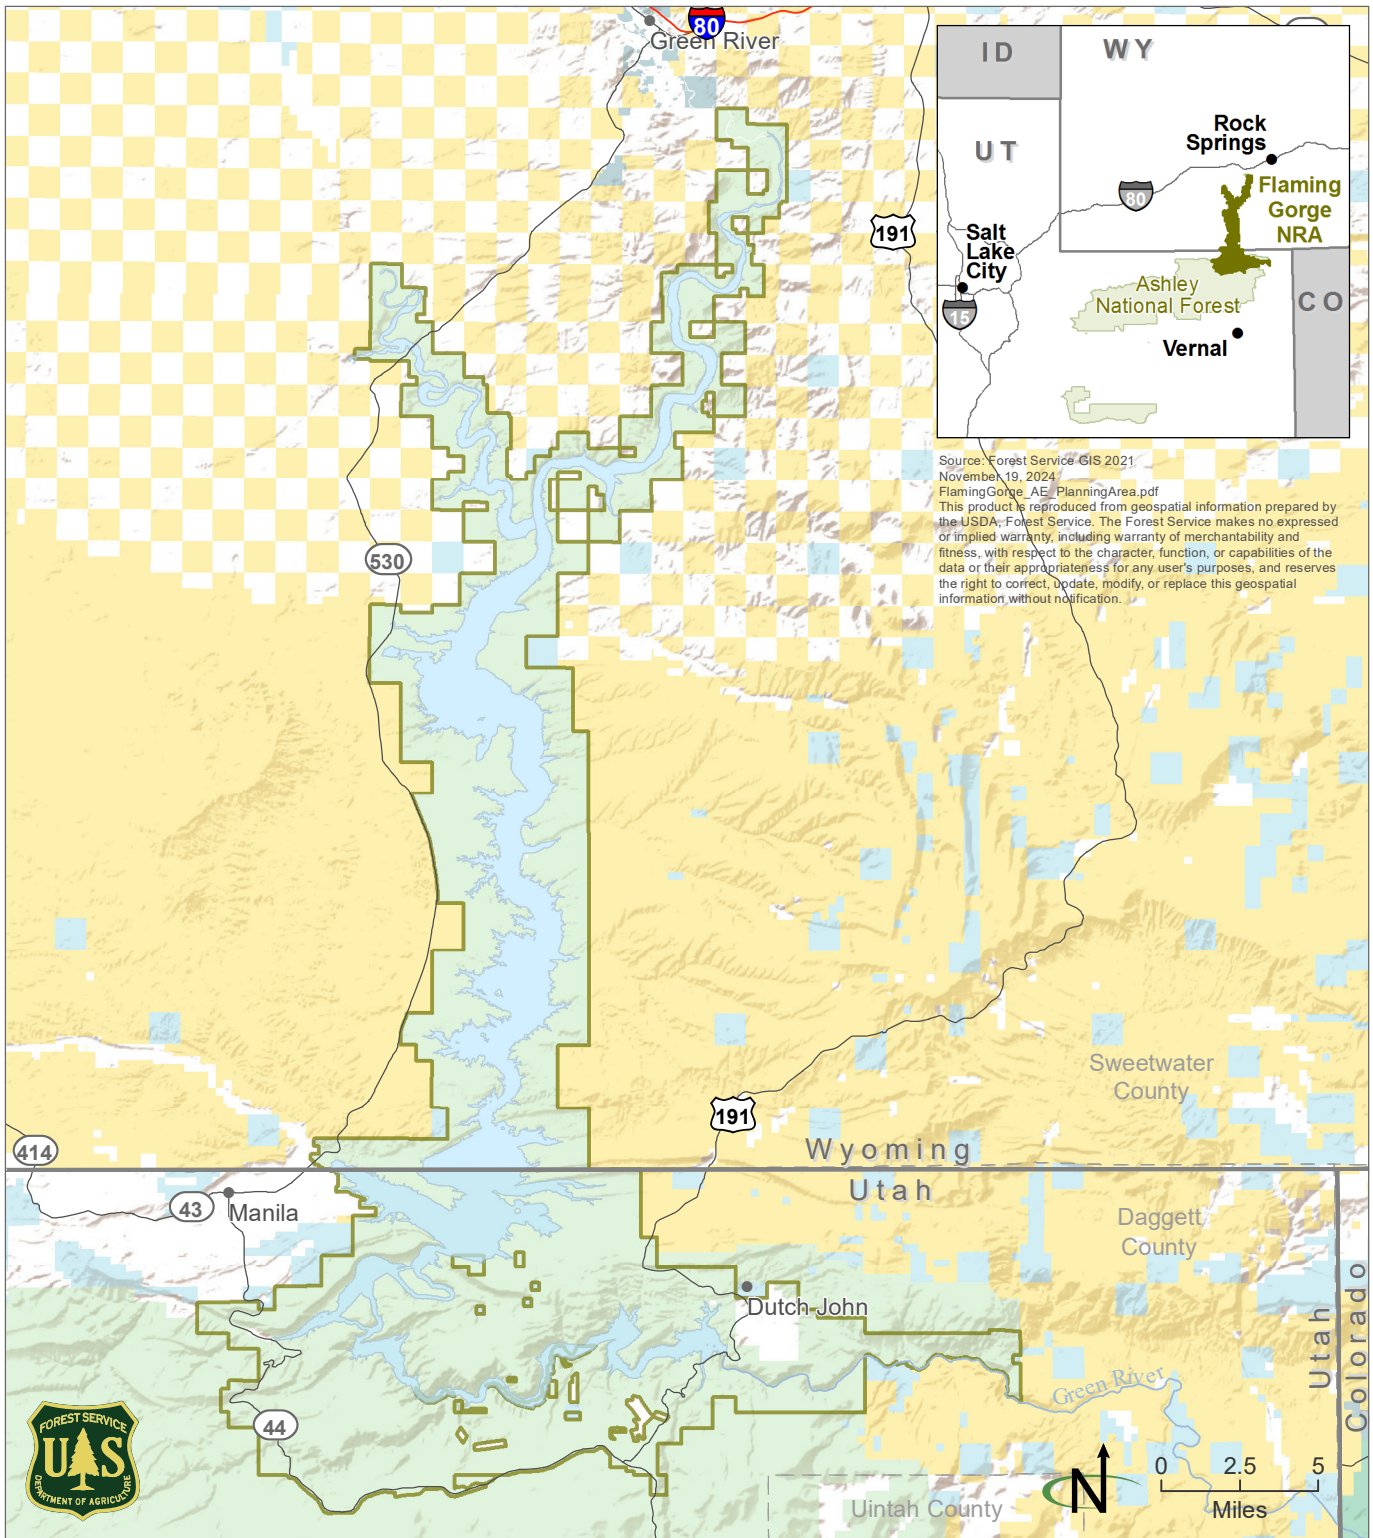 80
Green River
ID
WY
UT
Rock
Springs
80
Flaming
Gorge
NRA
Salt
Lake
City
15
Ashley
National Forest
CO
Vernal
191
Source: Forest Service GIS 2021
November 19, 2024
FlamingGorge_AE_PlanningArea.pdf
This product is reproduced from geospatial information prepared by
the USDA, Forest Service. The Forest Service makes no expressed
or implied warranty, including warranty of merchantability and
fitness, with respect to the character, function, or capabilities of the
data or their appropriateness for any user's purposes, and reserves
the right to correct, update, modify, or replace this geospatial
information without notification.
530
Sweetwater
County
191
414
Wyoming
Utah
43
Manila
Daggett
County
Dutch John
Utah
Colorado
Green River
44
FOREST SERVICE
UAS
DEPARTMENT OF AGRICULTURE
Uintah County
N
0 2.5 5
Miles